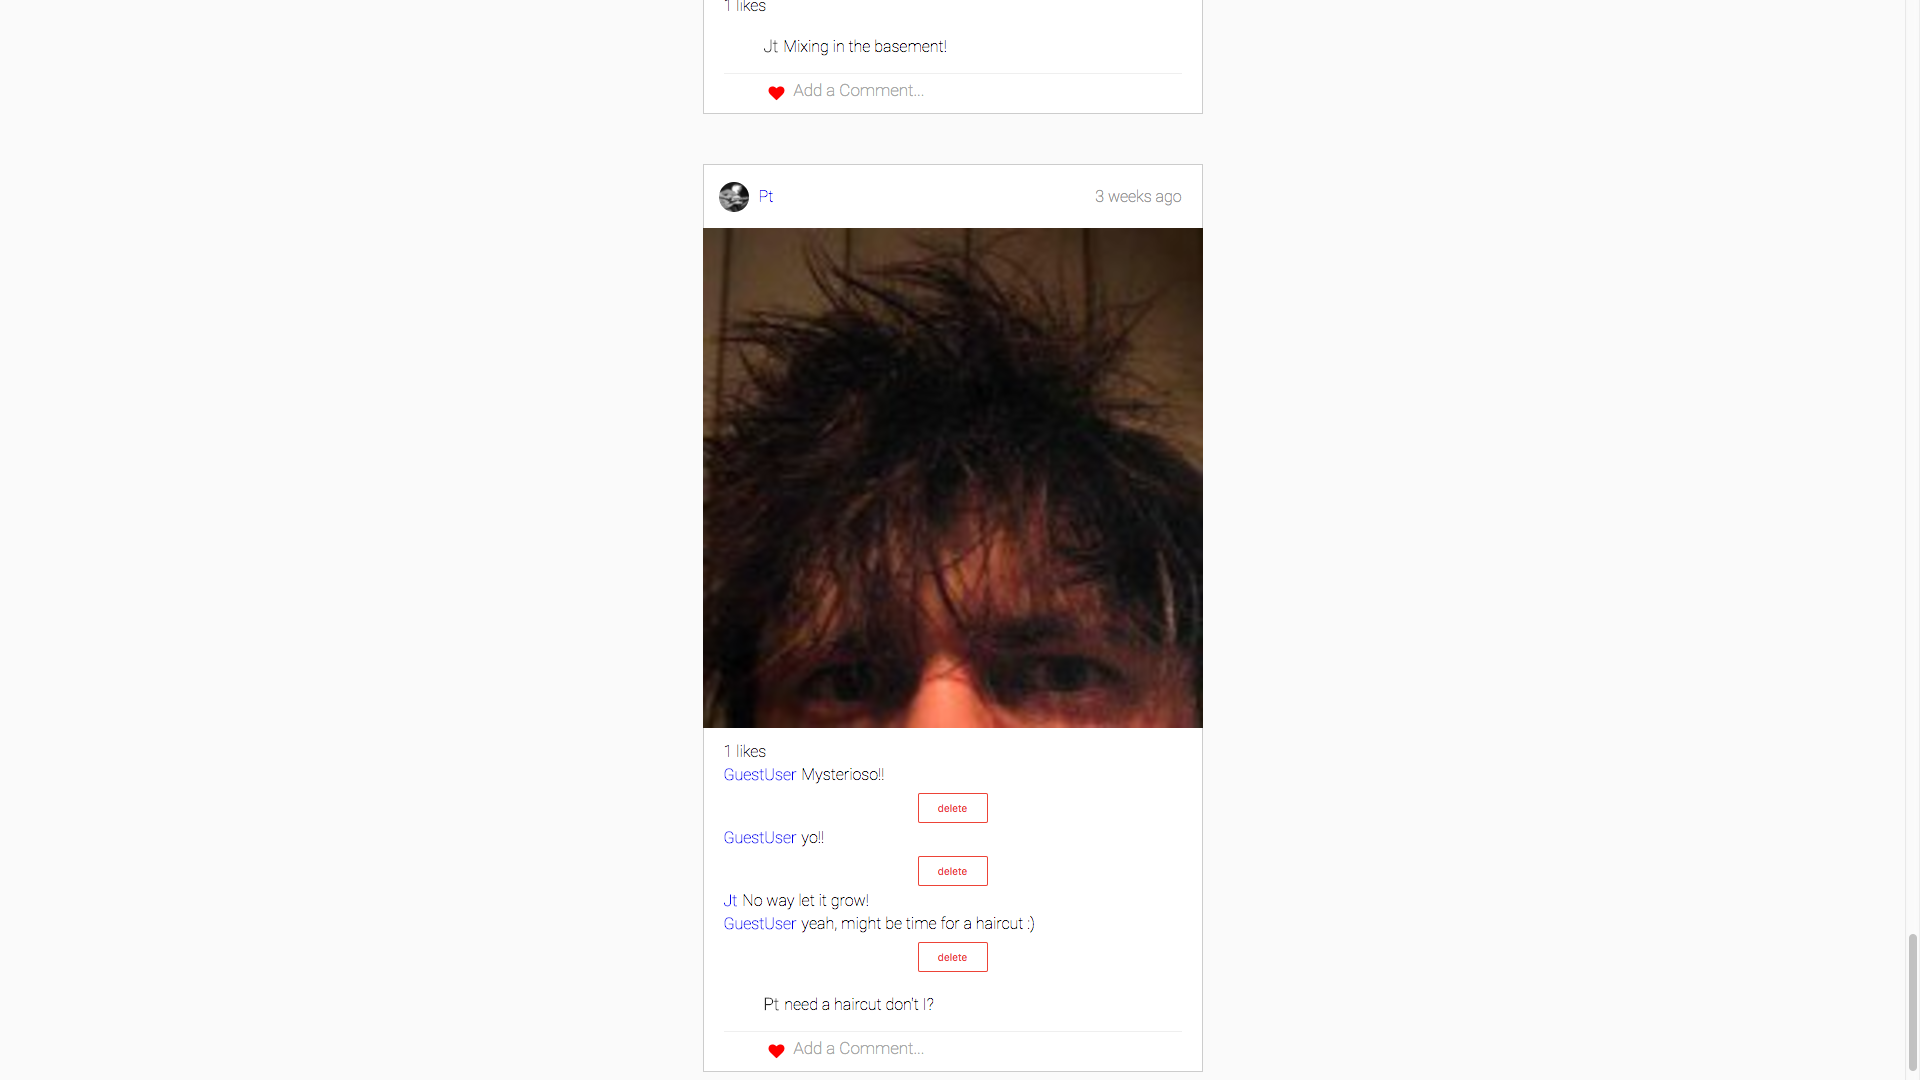 1 likes
Jt Mixing in the basement!
Add a Comment...
Pt 3 weeks ago
1 likes
GuestUser Mysterioso!!
delete
GuestUser yo!!
delete
Jt No way let it grow!
GuestUser yeah, might be time for a haircut :)
delete
Pt need a haircut don't I?
Add a Comment...